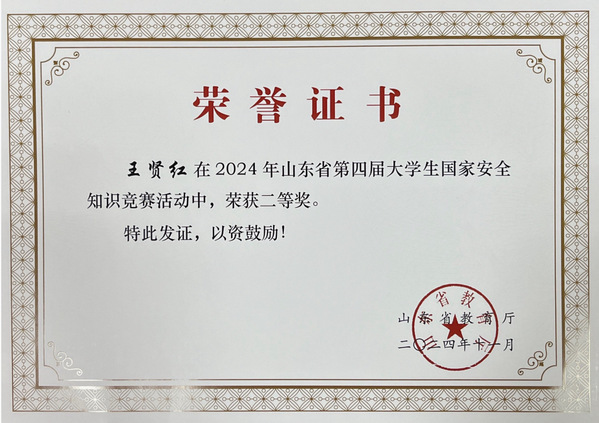 荣誉证书
王贤红在2024年山东省第四届大学生国家安全
知识竞赛活动中，荣获二等奖。
特此发证，以资鼓励！
山东省教育厅
二〇二四年十一月